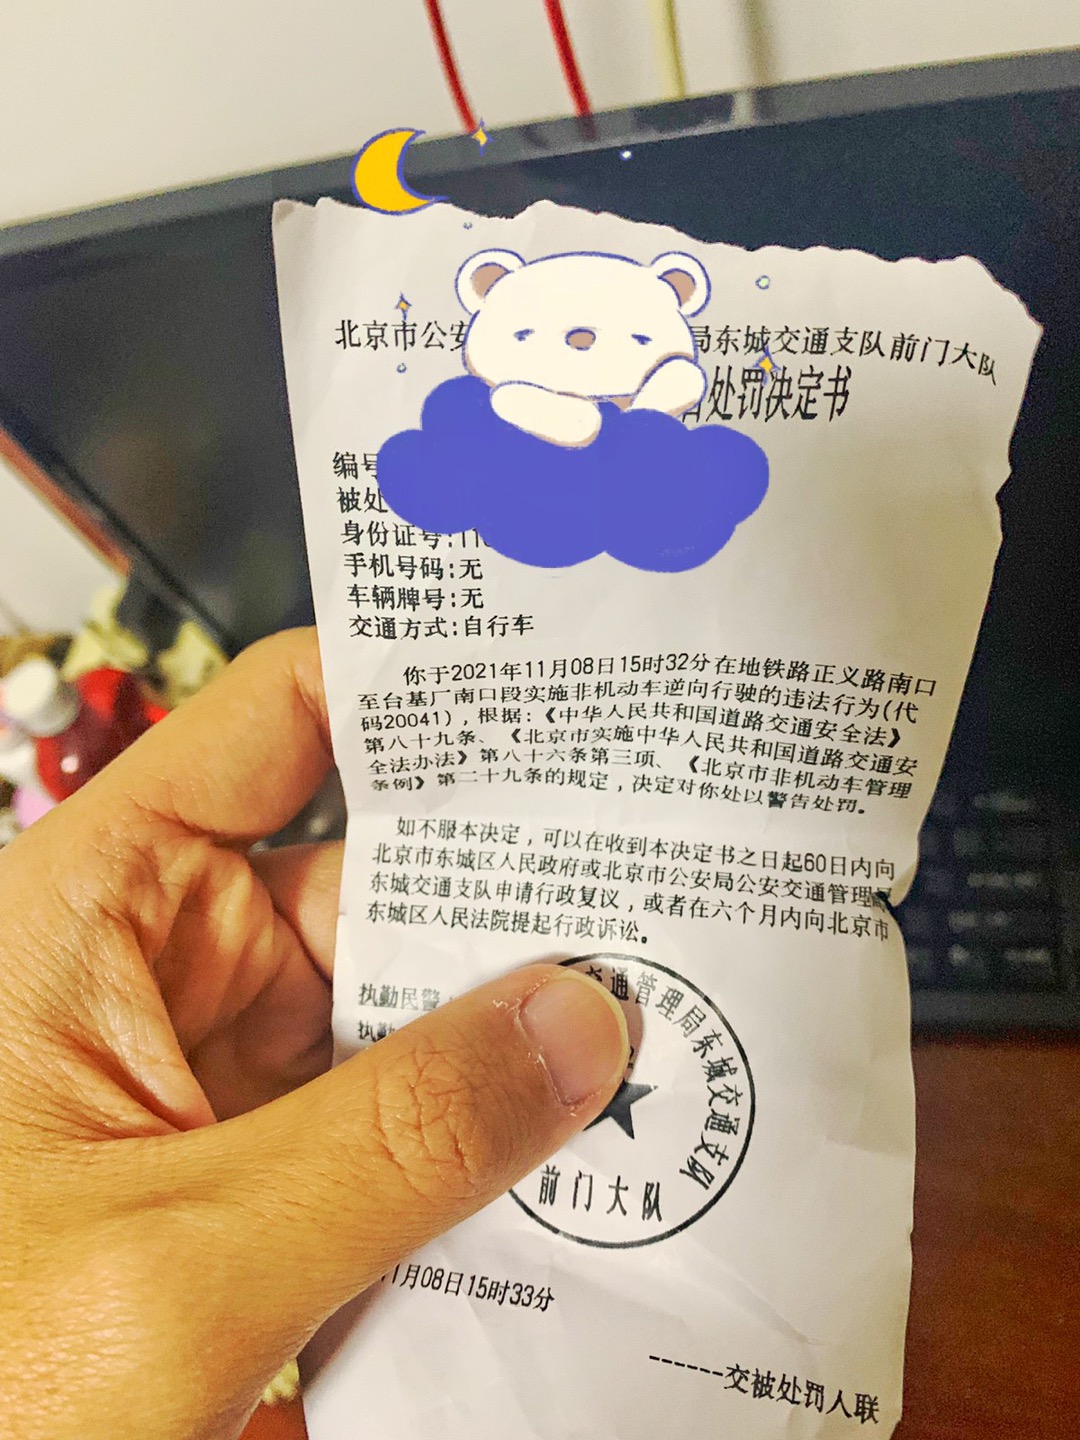 北京市公安 局东城交通支队前门大队
处罚决定书
编号
被处
身份证号:110
手机号码:无
车辆牌号:无
交通方式:自行车
你于2021年11月08日15时32分在地铁路正义路南口
至台基厂南口段实施非机动车逆向行驶的违法行为(代
码20041),根据:《中华人民共和国道路交通安全法》
第八十九条、《北京市实施中华人民共和国道路交通安
全法办法》第八十六条第三项、《北京市非机动车管理
条例》第二十九条的规定,决定对你处以警告处罚。
如不服本决定,可以在收到本决定书之日起60日内向
北京市东城区人民政府或北京市公安局公安交通管理局
东城交通支队申请行政复议,或者在六个月内向北京市
东城区人民法院提起行政诉讼。
执勤民警:
执勤
交通管理局东城交通支队
前门大队
11月08日15时33分
------交被处罚人联